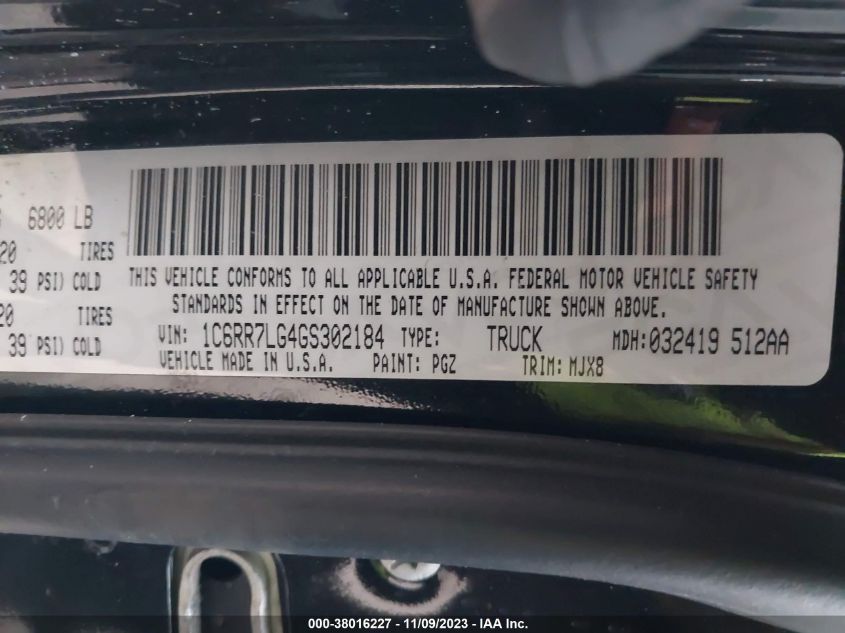 6800 LB
20 TIRES
39 PSI) COLD
20
39 PSI) COLD
THIS VEHICLE CONFORMS TO ALL APPLICABLE U.S.A. FEDERAL MOTOR VEHICLE SAFETY
STANDARDS IN EFFECT ON THE DATE OF MANUFACTURE SHOWN ABOVE.
VIN: 1C6RR7LG4GS302184 TYPE: TRUCK MDH:032419 512AA
VEHICLE MADE IN U.S.A. PAINT: PGZ TRIM: MJX8
000-38016227 - 11/09/2023 - IAA Inc.